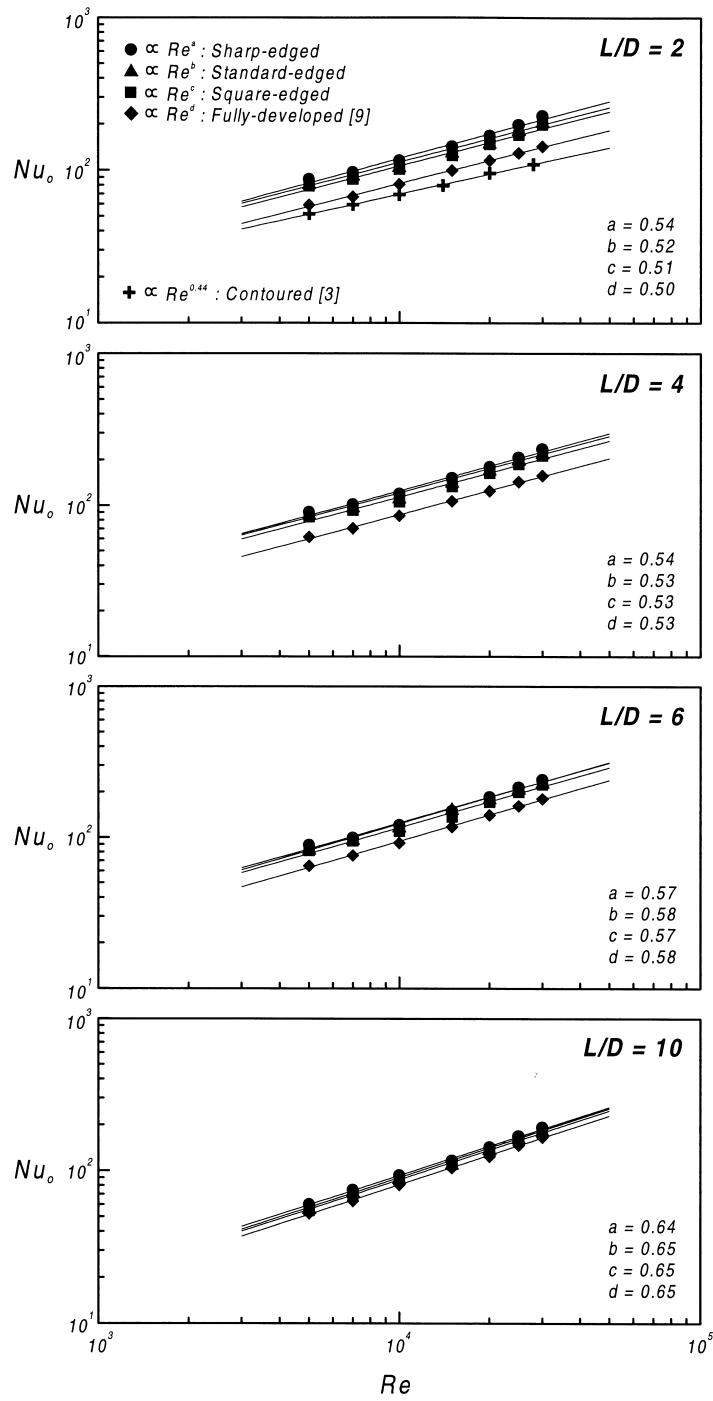 10³
L/D = 2
● ∝ Reᵃ : Sharp-edged
▲ ∝ Reᵇ : Standard-edged
■ ∝ Reᶜ : Square-edged
◆ ∝ Reᵈ : Fully-developed [9]
Nuₒ 10²
a = 0.54
b = 0.52
c = 0.51
d = 0.50
+ ∝ Re⁰·⁴⁴ : Contoured [3]
10¹
10³
L/D = 4
Nuₒ 10²
a = 0.54
b = 0.53
c = 0.53
d = 0.53
10¹
10³
L/D = 6
Nuₒ 10²
a = 0.57
b = 0.58
c = 0.57
d = 0.58
10¹
10³
L/D = 10
Nuₒ 10²
a = 0.64
b = 0.65
c = 0.65
d = 0.65
10¹
10³ 10⁴ 10⁵
Re